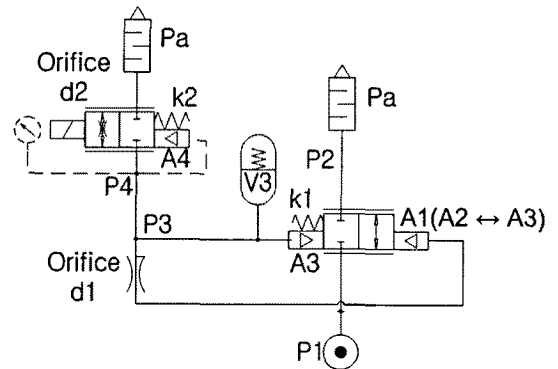 Pa
Orifice
d2
k2
A4
P4
Pa
P2
V3
k1
A1(A2 ↔ A3)
P3
A3
Orifice
d1
P1